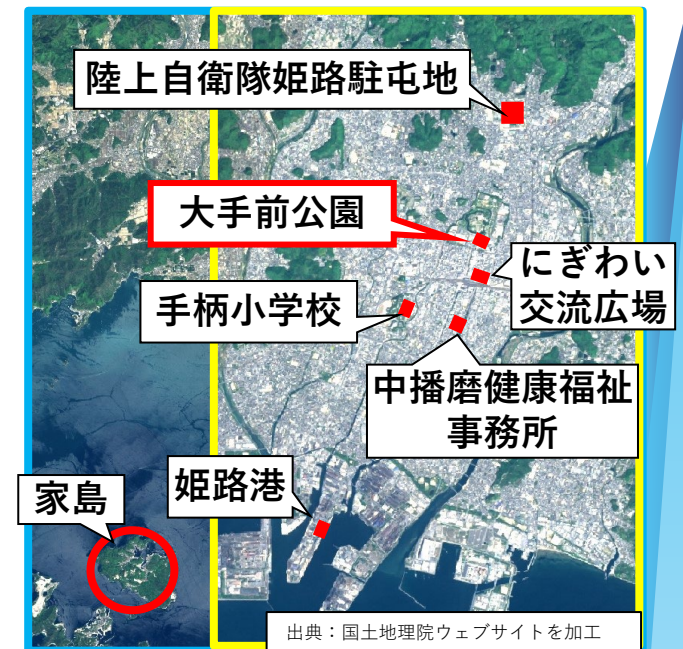 陸上自衛隊姫路駐屯地
大手前公園
にぎわい
交流広場
手柄小学校
中播磨健康福祉
事務所
姫路港
家島
出典：国土地理院ウェブサイトを加工